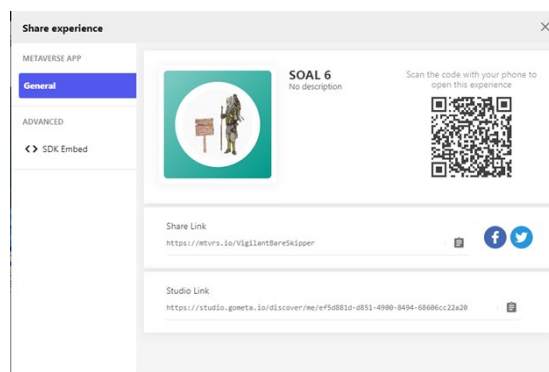 Share experience
METAVERSE APP
General
ADVANCED
SDK Embed
SOAL 6
No description
Scan the code with your phone to
open this experience
Share Link
https://mtvrs.io/VigilantBareSkipper
Studio Link
https://studio.gometa.io/discover/me/ef5d881d-d851-4900-8494-68606cc22a20